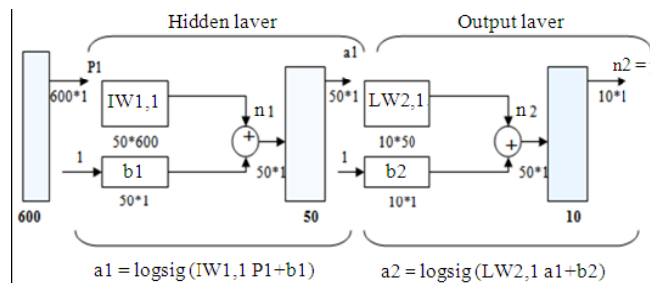 Hidden laver
Output laver
P1
600*1
IW1,1
50*600
n1
+
a1
50*1
LW2,1
10*50
n2
+
n2 =
10*1
1
b1
50*1
50*1
1
b2
10*1
50*1
600
50
10
a1 = logsig (IW1,1 P1+b1)
a2 = logsig (LW2,1 a1+b2)